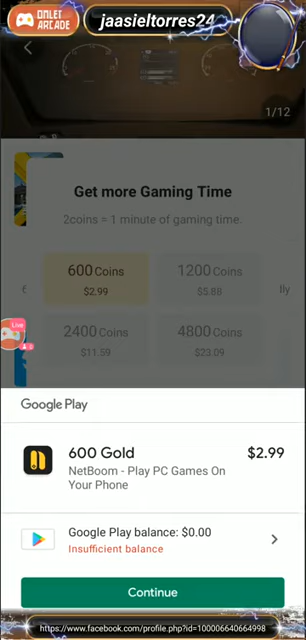 OMLET
ARCADE
jaasieltorres24
1/12
Get more Gaming Time
2coins = 1 minute of gaming time.
600 Coins
$2.99
1200 Coins
$5.88
2400 Coins
$11.59
4800 Coins
$23.09
6
lly
Live
Google Play
600 Gold
$2.99
NetBoom - Play PC Games On
Your Phone
Google Play balance: $0.00
Insufficient balance
Continue
https://www.facebook.com/profile.php?id=100006640664998